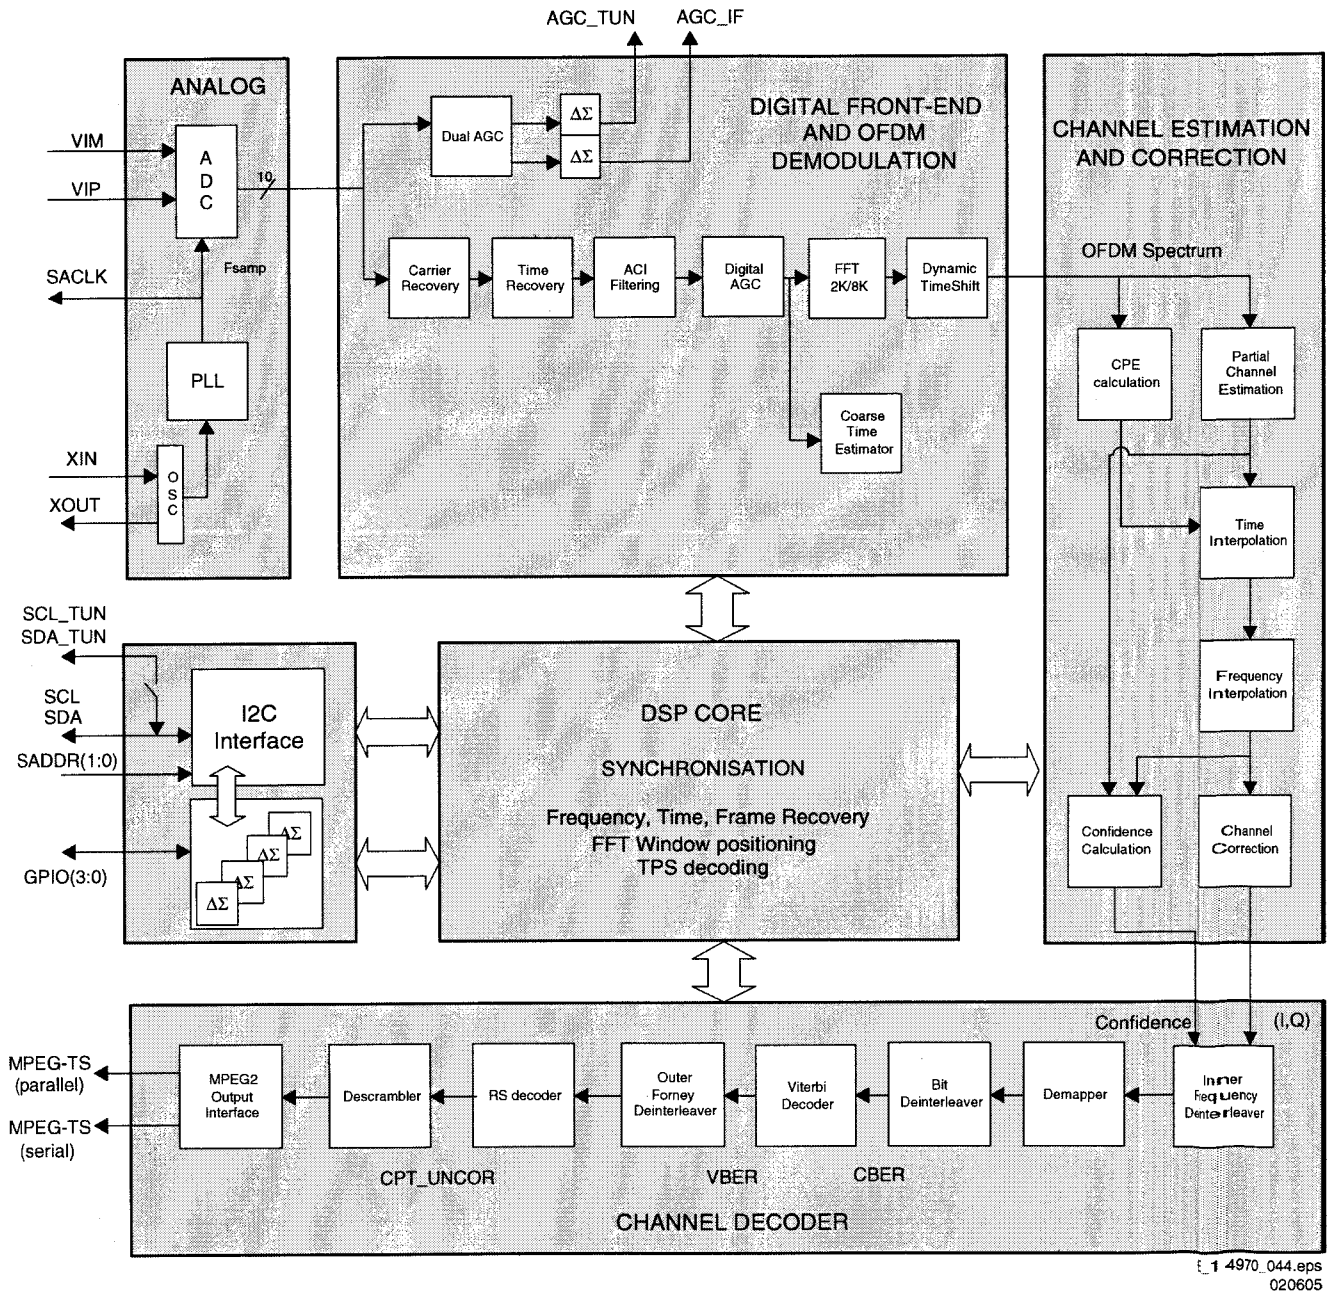 AGC_TUN
AGC_IF
ANALOG
VIM
VIP
A
D
C
10
Fsamp
SACLK
PLL
XIN
XOUT
O
S
C
DIGITAL FRONT-END
AND OFDM
DEMODULATION
Dual AGC
ΔΣ
ΔΣ
Carrier
Recovery
Time
Recovery
ACI
Filtering
Digital
AGC
FFT
2K/8K
Dynamic
TimeShift
Coarse
Time
Estimator
CHANNEL ESTIMATION
AND CORRECTION
OFDM Spectrum
CPE
calculation
Partial
Channel
Estimation
Time
Interpolation
Frequency
Interpolation
Confidence
Calculation
Channel
Correction
SCL_TUN
SDA_TUN
SCL
SDA
SADDR(1:0)
GPIO(3:0)
I2C
Interface
ΔΣ
ΔΣ
ΔΣ
ΔΣ
DSP CORE
SYNCHRONISATION
Frequency, Time, Frame Recovery
FFT Window positioning
TPS decoding
Confidence
(I,Q)
MPEG-TS
(parallel)
MPEG-TS
(serial)
MPEG2
Output
Interface
Descrambler
RS decoder
Outer
Forney
Deinterleaver
Viterbi
Decoder
Bit
Deinterleaver
Demapper
Inner
Frequency
Denterleaver
CPT_UNCOR
VBER
CBER
CHANNEL DECODER
4970_044.eps
020605